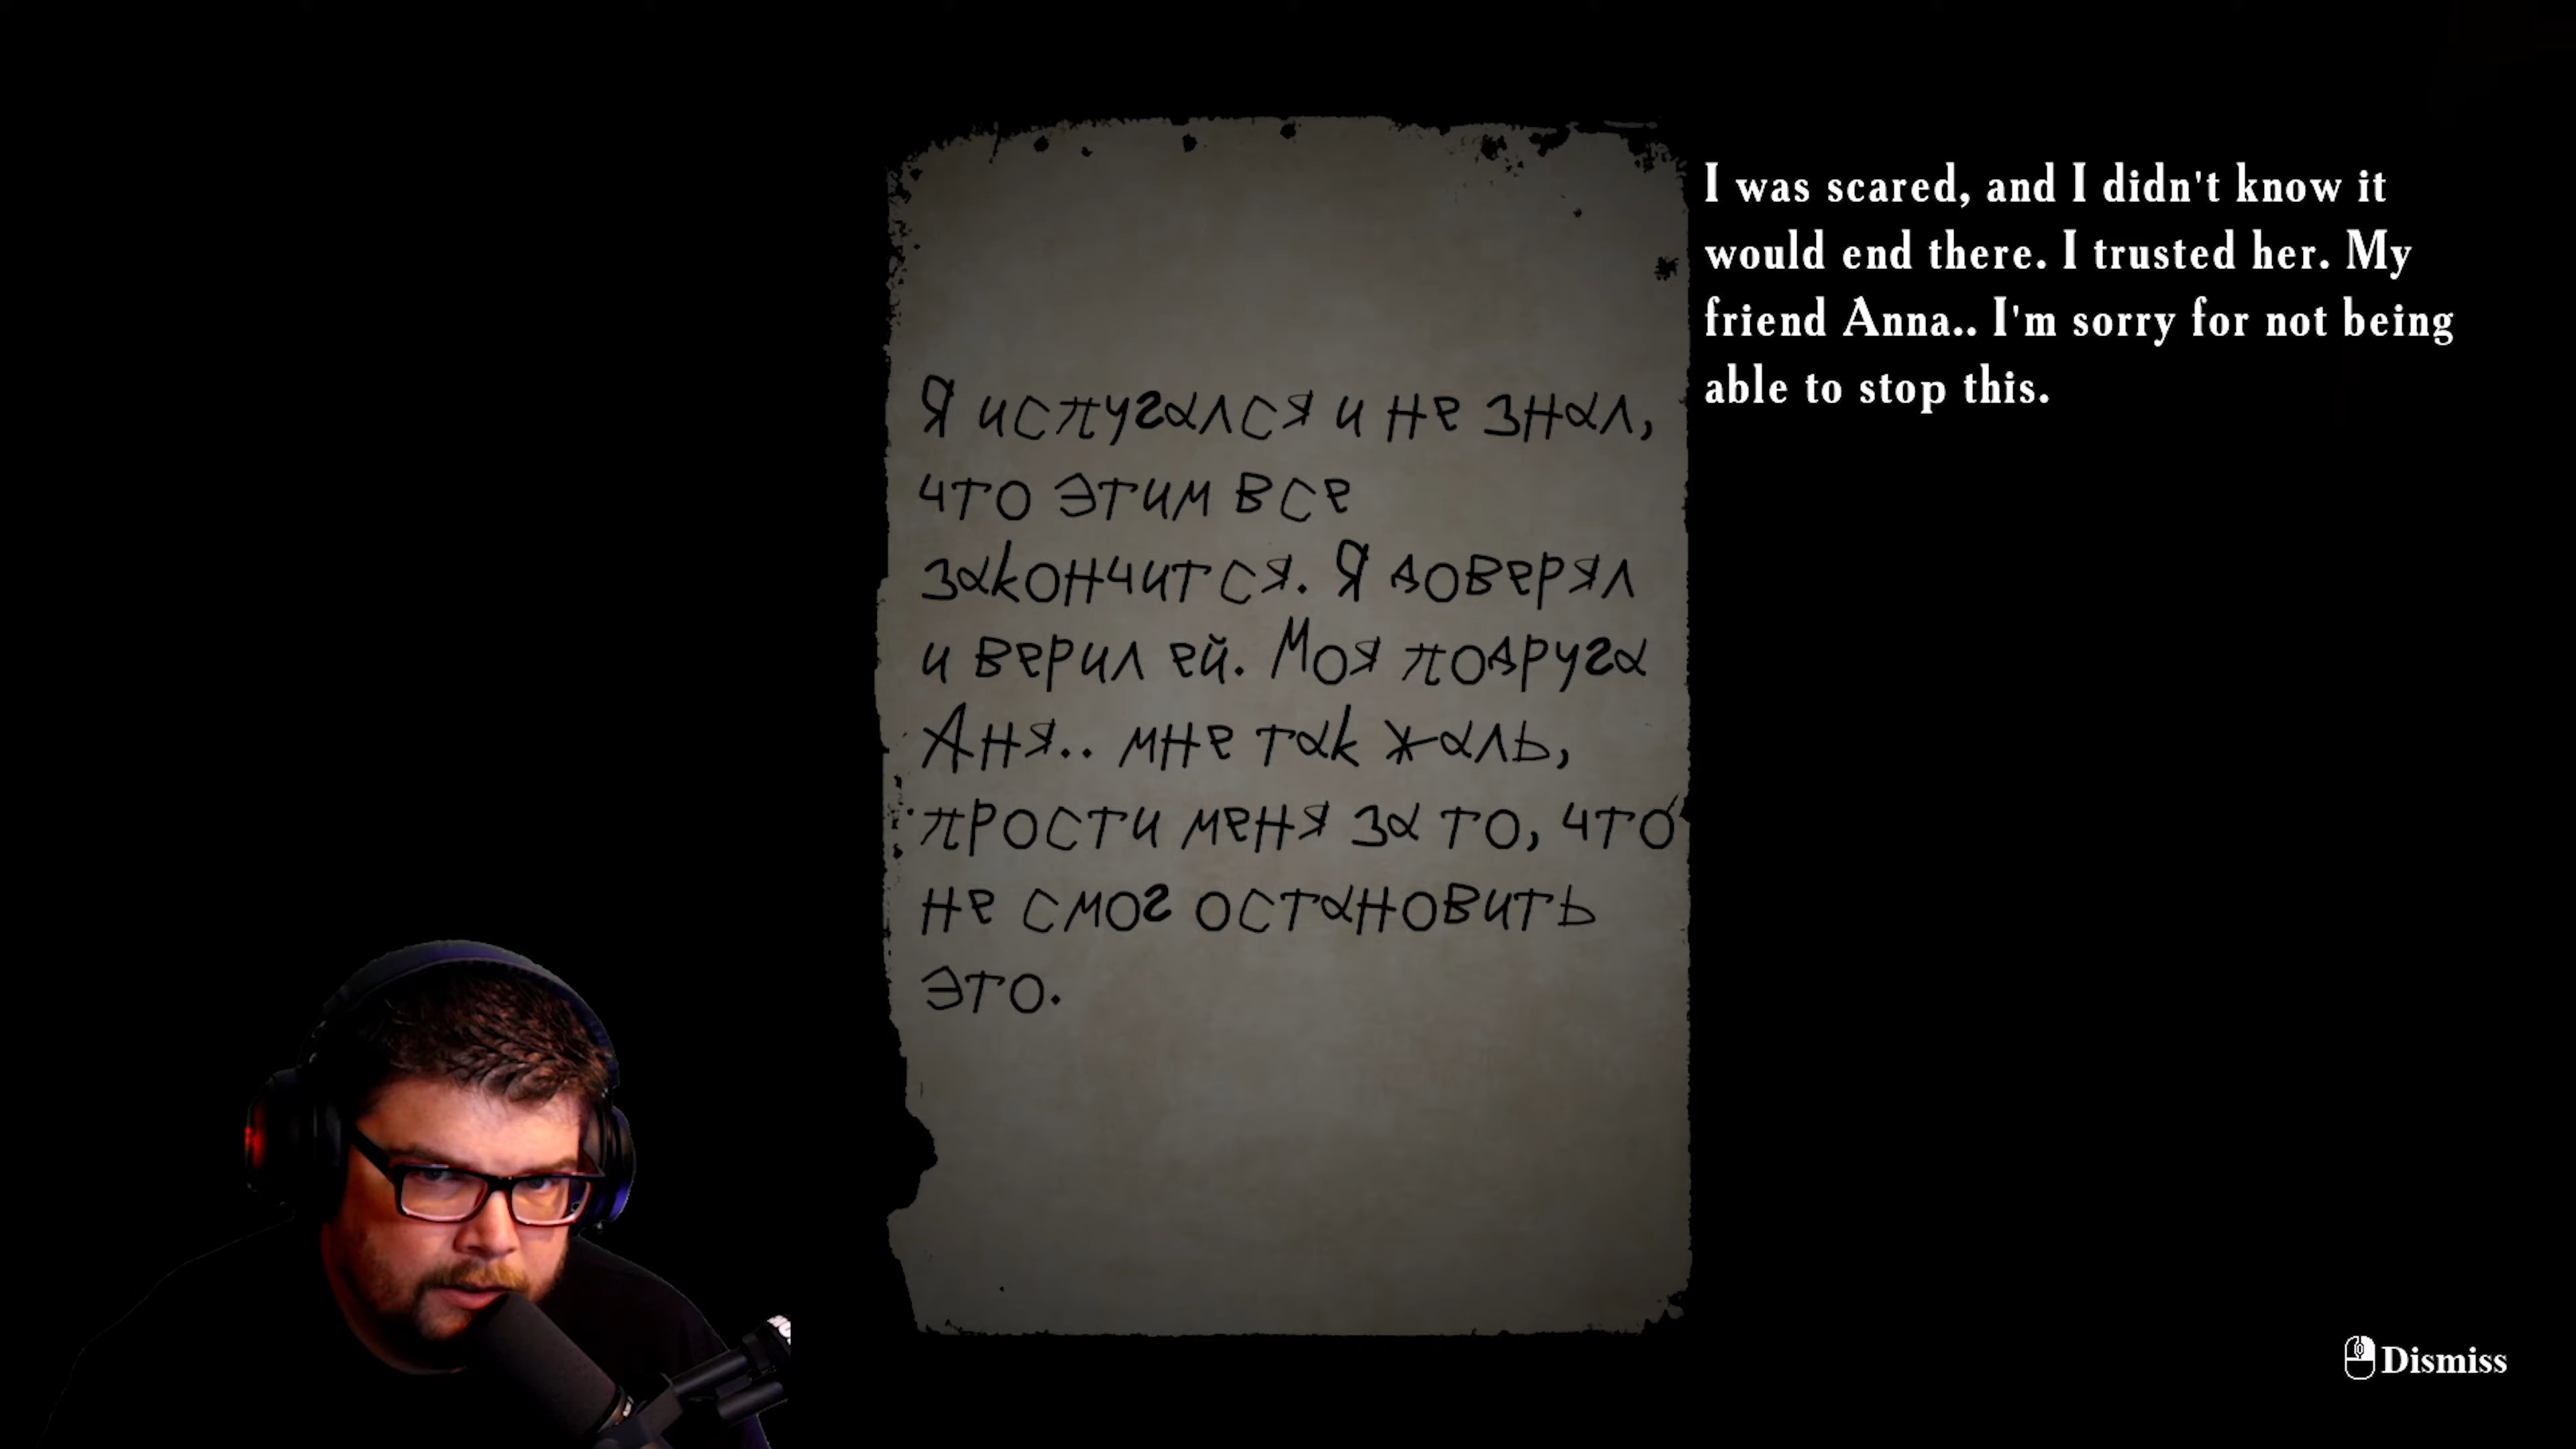 I was scared, and I didn't know it
would end there. I trusted her. My
friend Anna.. I'm sorry for not being
able to stop this.
Я испугался и не знал,
что этим все
закончится. Я доверял
и верил ей. Моя подруга
Аня.. мне так жаль,
прости меня за то, что
не смог остановить
это.
Dismiss